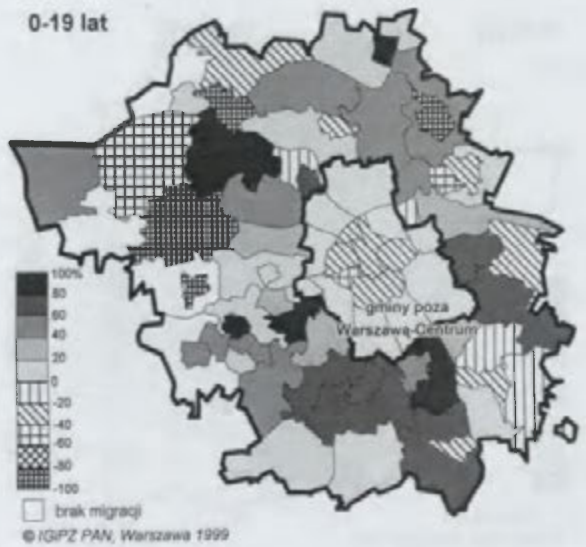 0-19 lat
gminy poza
Warszawą-Centrum
100%
80
60
40
20
0
-20
-40
-60
-80
-100
brak migracji
© IGiPZ PAN, Warszawa 1999